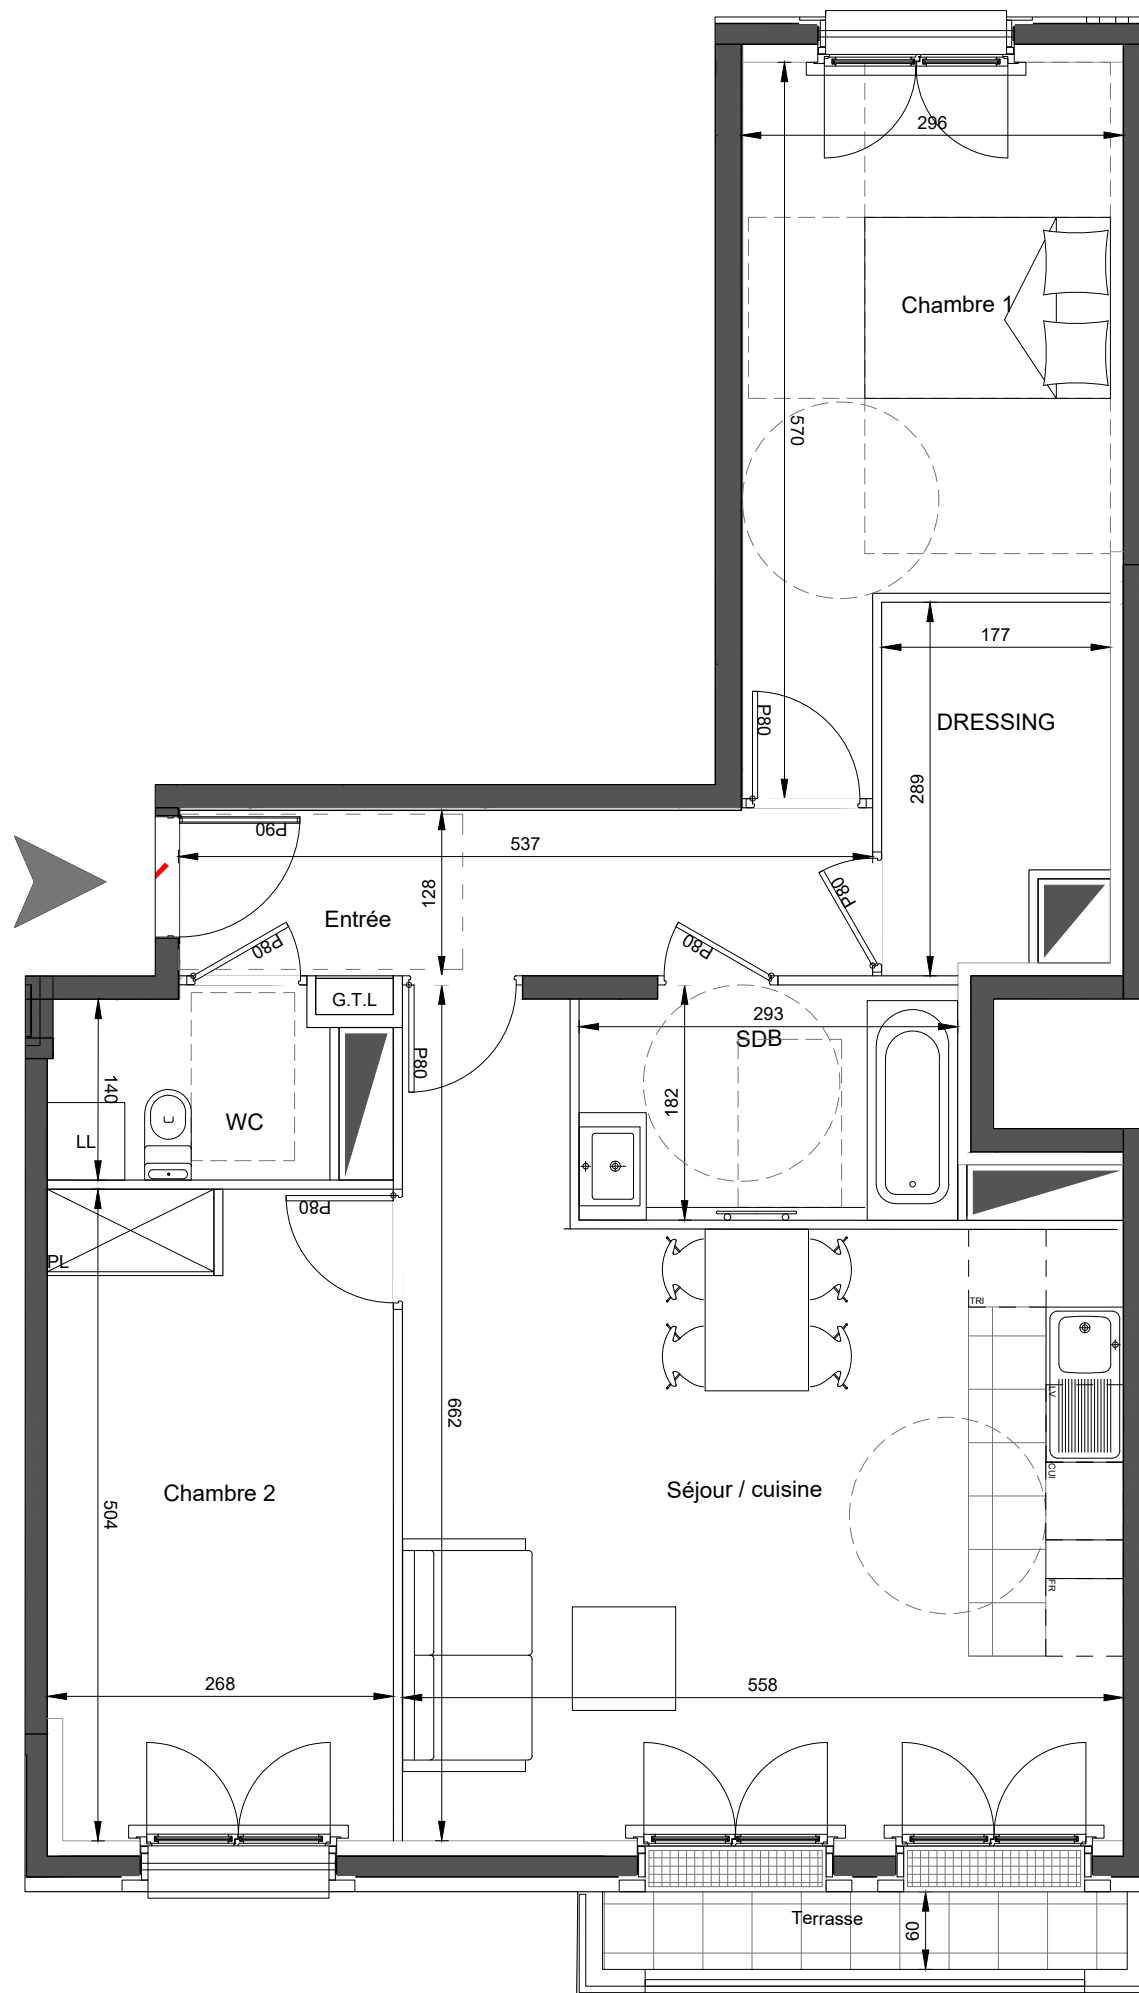 296
Chambre 1
570
177
P80
DRESSING
289
P90
537
128
Entrée
P80
P80
P80
G.T.L
293
SDB
P80
140
182
LL
WC
P80
PL
TRI
LV
662
CUI
Chambre 2
Séjour / cuisine
504
FR
268
558
Terrasse
60